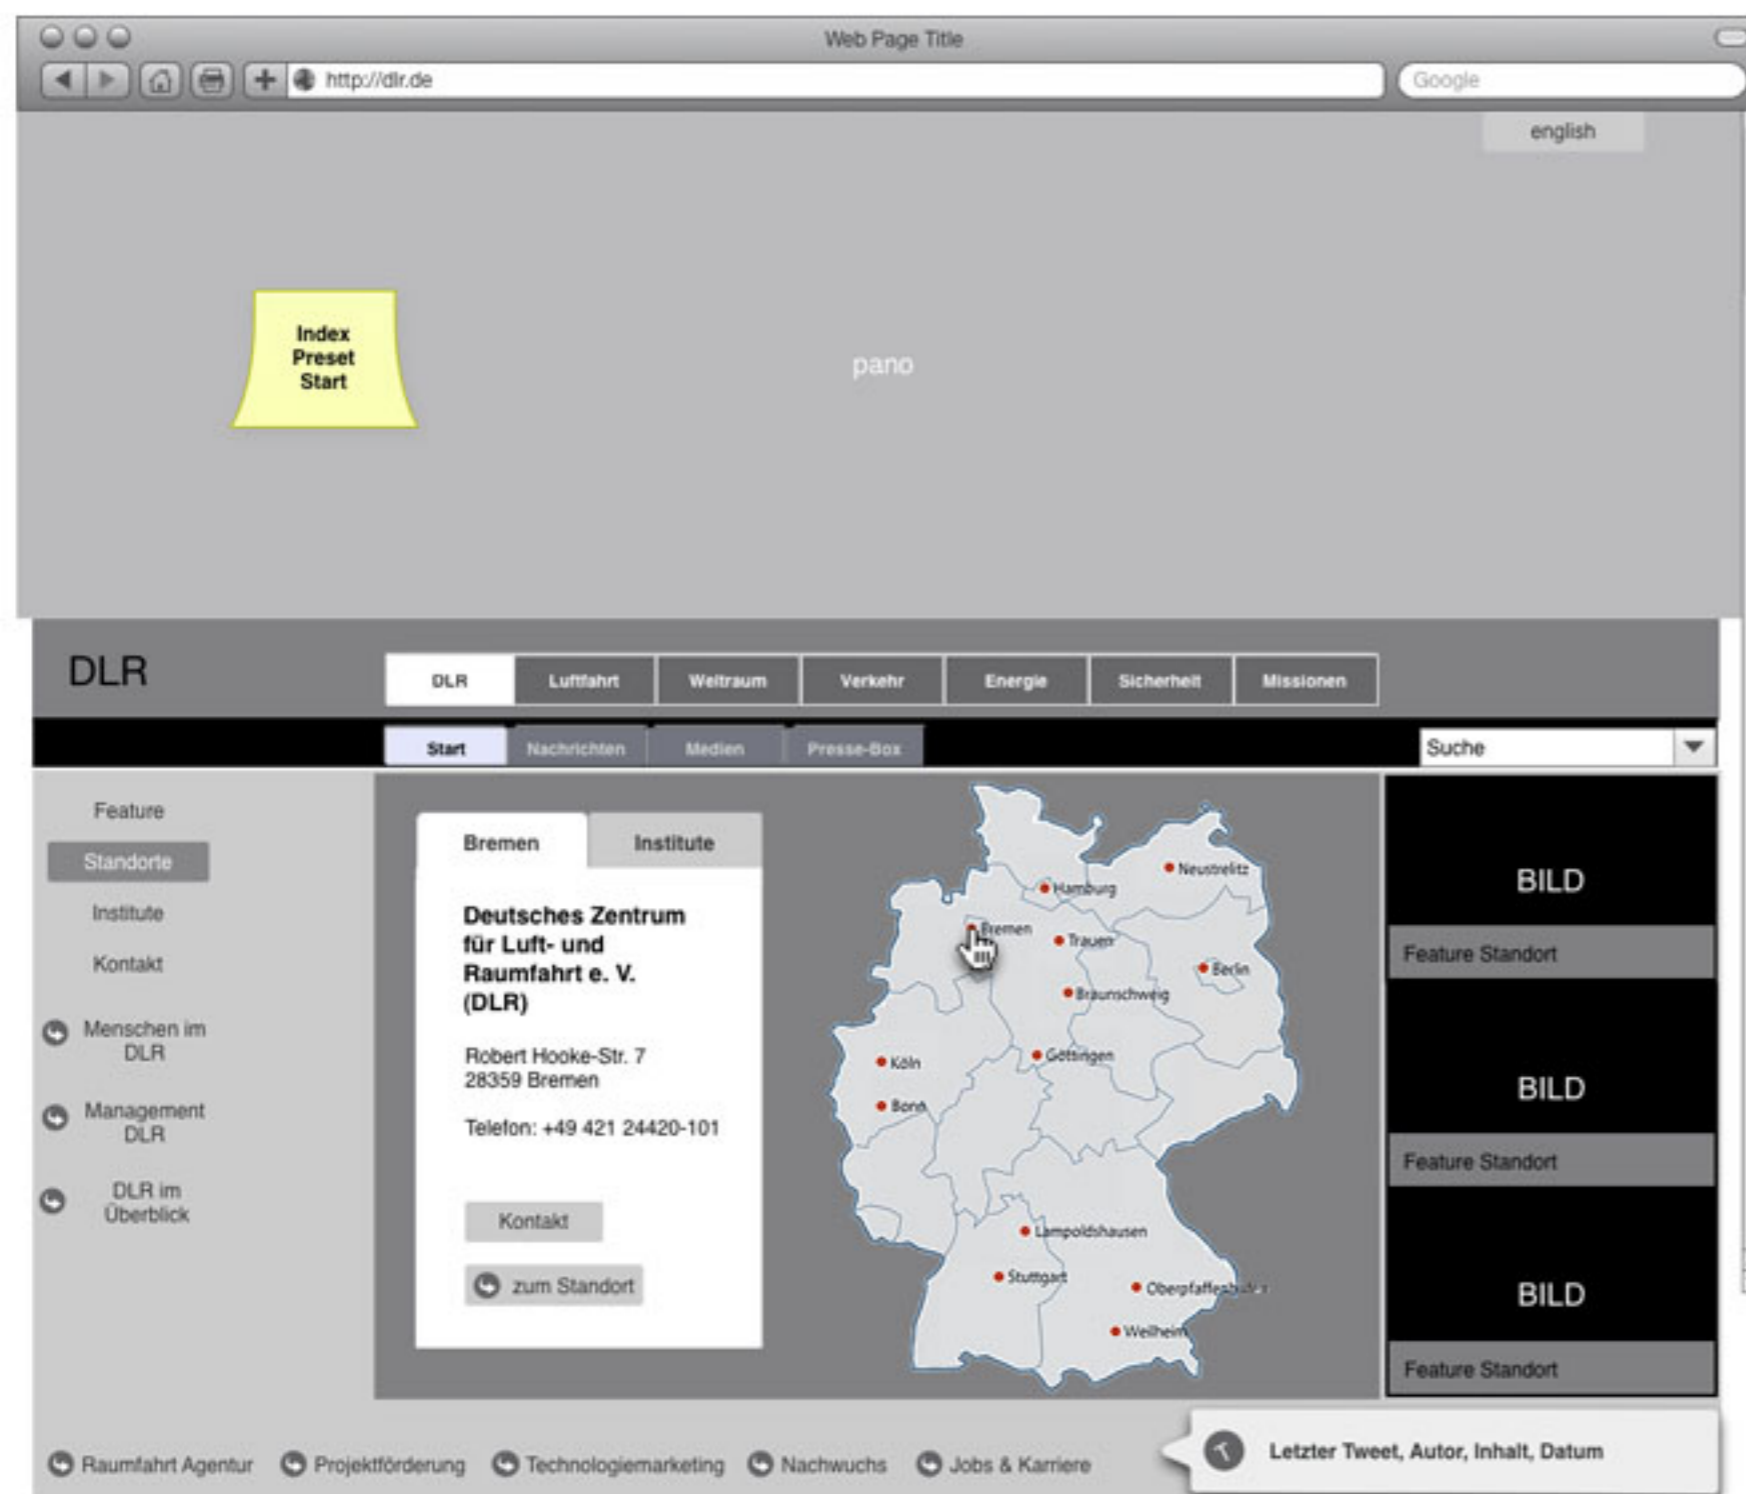 Web Page Title
http://dlr.de
Google
english
Index
Preset
Start
pano
DLR
DLR
Luftfahrt
Weltraum
Verkehr
Energie
Sicherheit
Missionen
Start
Nachrichten
Medien
Presse-Box
Suche
Feature
Standorte
Institute
Kontakt
Menschen im
DLR
Management
DLR
DLR im
Überblick
Bremen
Institute
Deutsches Zentrum
für Luft- und
Raumfahrt e. V.
(DLR)
Robert Hooke-Str. 7
28359 Bremen
Telefon: +49 421 24420-101
Kontakt
zum Standort
Neustrelitz
Hamburg
Bremen
Trauen
Berlin
Braunschweig
Göttingen
Köln
Bonn
Lampoldshausen
Stuttgart
Oberpfaffenhofen
Weilheim
BILD
Feature Standort
BILD
Feature Standort
BILD
Feature Standort
Raumfahrt Agentur
Projektförderung
Technologiemarketing
Nachwuchs
Jobs & Karriere
Letzter Tweet, Autor, Inhalt, Datum